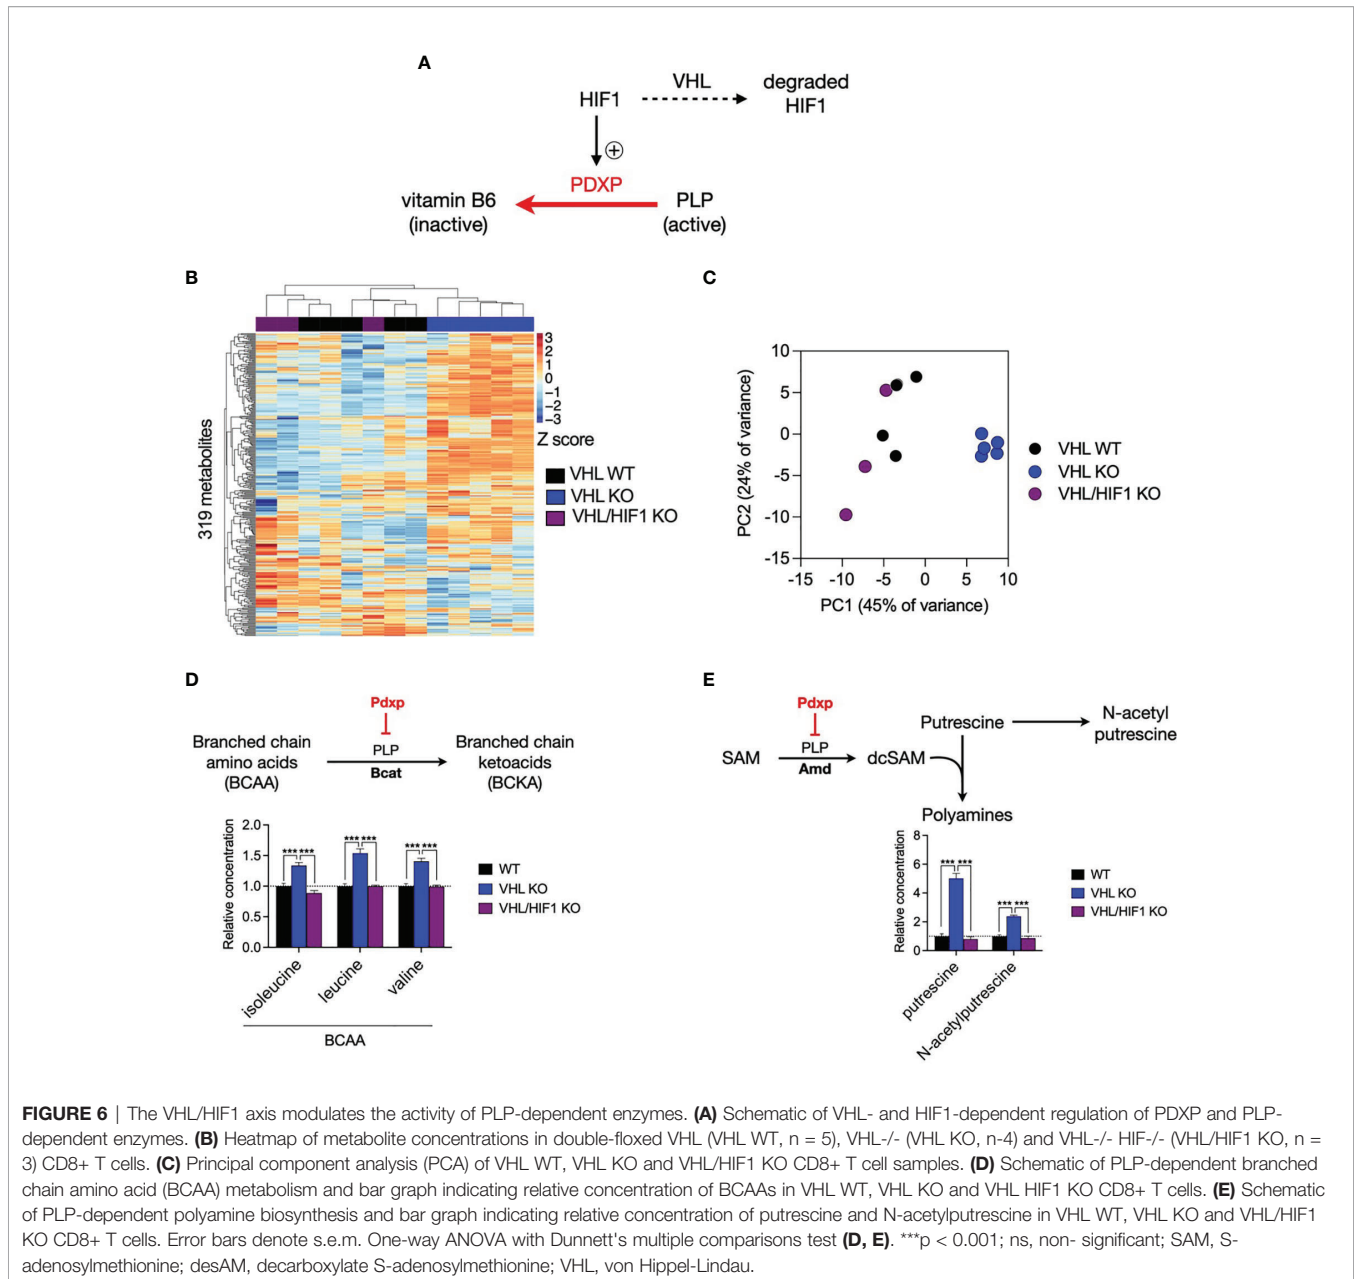 A
HIF1
VHL
degraded
HIF1
+
PDXP
vitamin B6
(inactive)
PLP
(active)
B
319 metabolites
3
2
1
0
−1
−2
−3
Z score
VHL WT
VHL KO
VHL/HIF1 KO
C
PC2 (24% of variance)
10
5
0
-5
-10
-15
-15 -10 -5 0 5 10
PC1 (45% of variance)
VHL WT
VHL KO
VHL/HIF1 KO
D
Pdxp
Branched chain
amino acids
(BCAA)
PLP
Bcat
Branched chain
ketoacids
(BCKA)
Relative concentration
2.0
1.5
1.0
0.5
0.0
*** *** *** *** *** ***
isoleucine
leucine
valine
BCAA
WT
VHL KO
VHL/HIF1 KO
E
Pdxp
SAM
PLP
Amd
dcSAM
Putrescine
N-acetyl
putrescine
Polyamines
Relative concentration
8
6
4
2
0
*** ***
*** ***
putrescine
N-acetylputrescine
WT
VHL KO
VHL/HIF1 KO
FIGURE 6 | The VHL/HIF1 axis modulates the activity of PLP-dependent enzymes. (A) Schematic of VHL- and HIF1-dependent regulation of PDXP and PLP-
dependent enzymes. (B) Heatmap of metabolite concentrations in double-floxed VHL (VHL WT, n = 5), VHL-/- (VHL KO, n-4) and VHL-/- HIF-/- (VHL/HIF1 KO, n =
3) CD8+ T cells. (C) Principal component analysis (PCA) of VHL WT, VHL KO and VHL/HIF1 KO CD8+ T cell samples. (D) Schematic of PLP-dependent branched
chain amino acid (BCAA) metabolism and bar graph indicating relative concentration of BCAAs in VHL WT, VHL KO and VHL HIF1 KO CD8+ T cells. (E) Schematic
of PLP-dependent polyamine biosynthesis and bar graph indicating relative concentration of putrescine and N-acetylputrescine in VHL WT, VHL KO and VHL/HIF1
KO CD8+ T cells. Error bars denote s.e.m. One-way ANOVA with Dunnett's multiple comparisons test (D, E). ***p < 0.001; ns, non- significant; SAM, S-
adenosylmethionine; desAM, decarboxylate S-adenosylmethionine; VHL, von Hippel-Lindau.